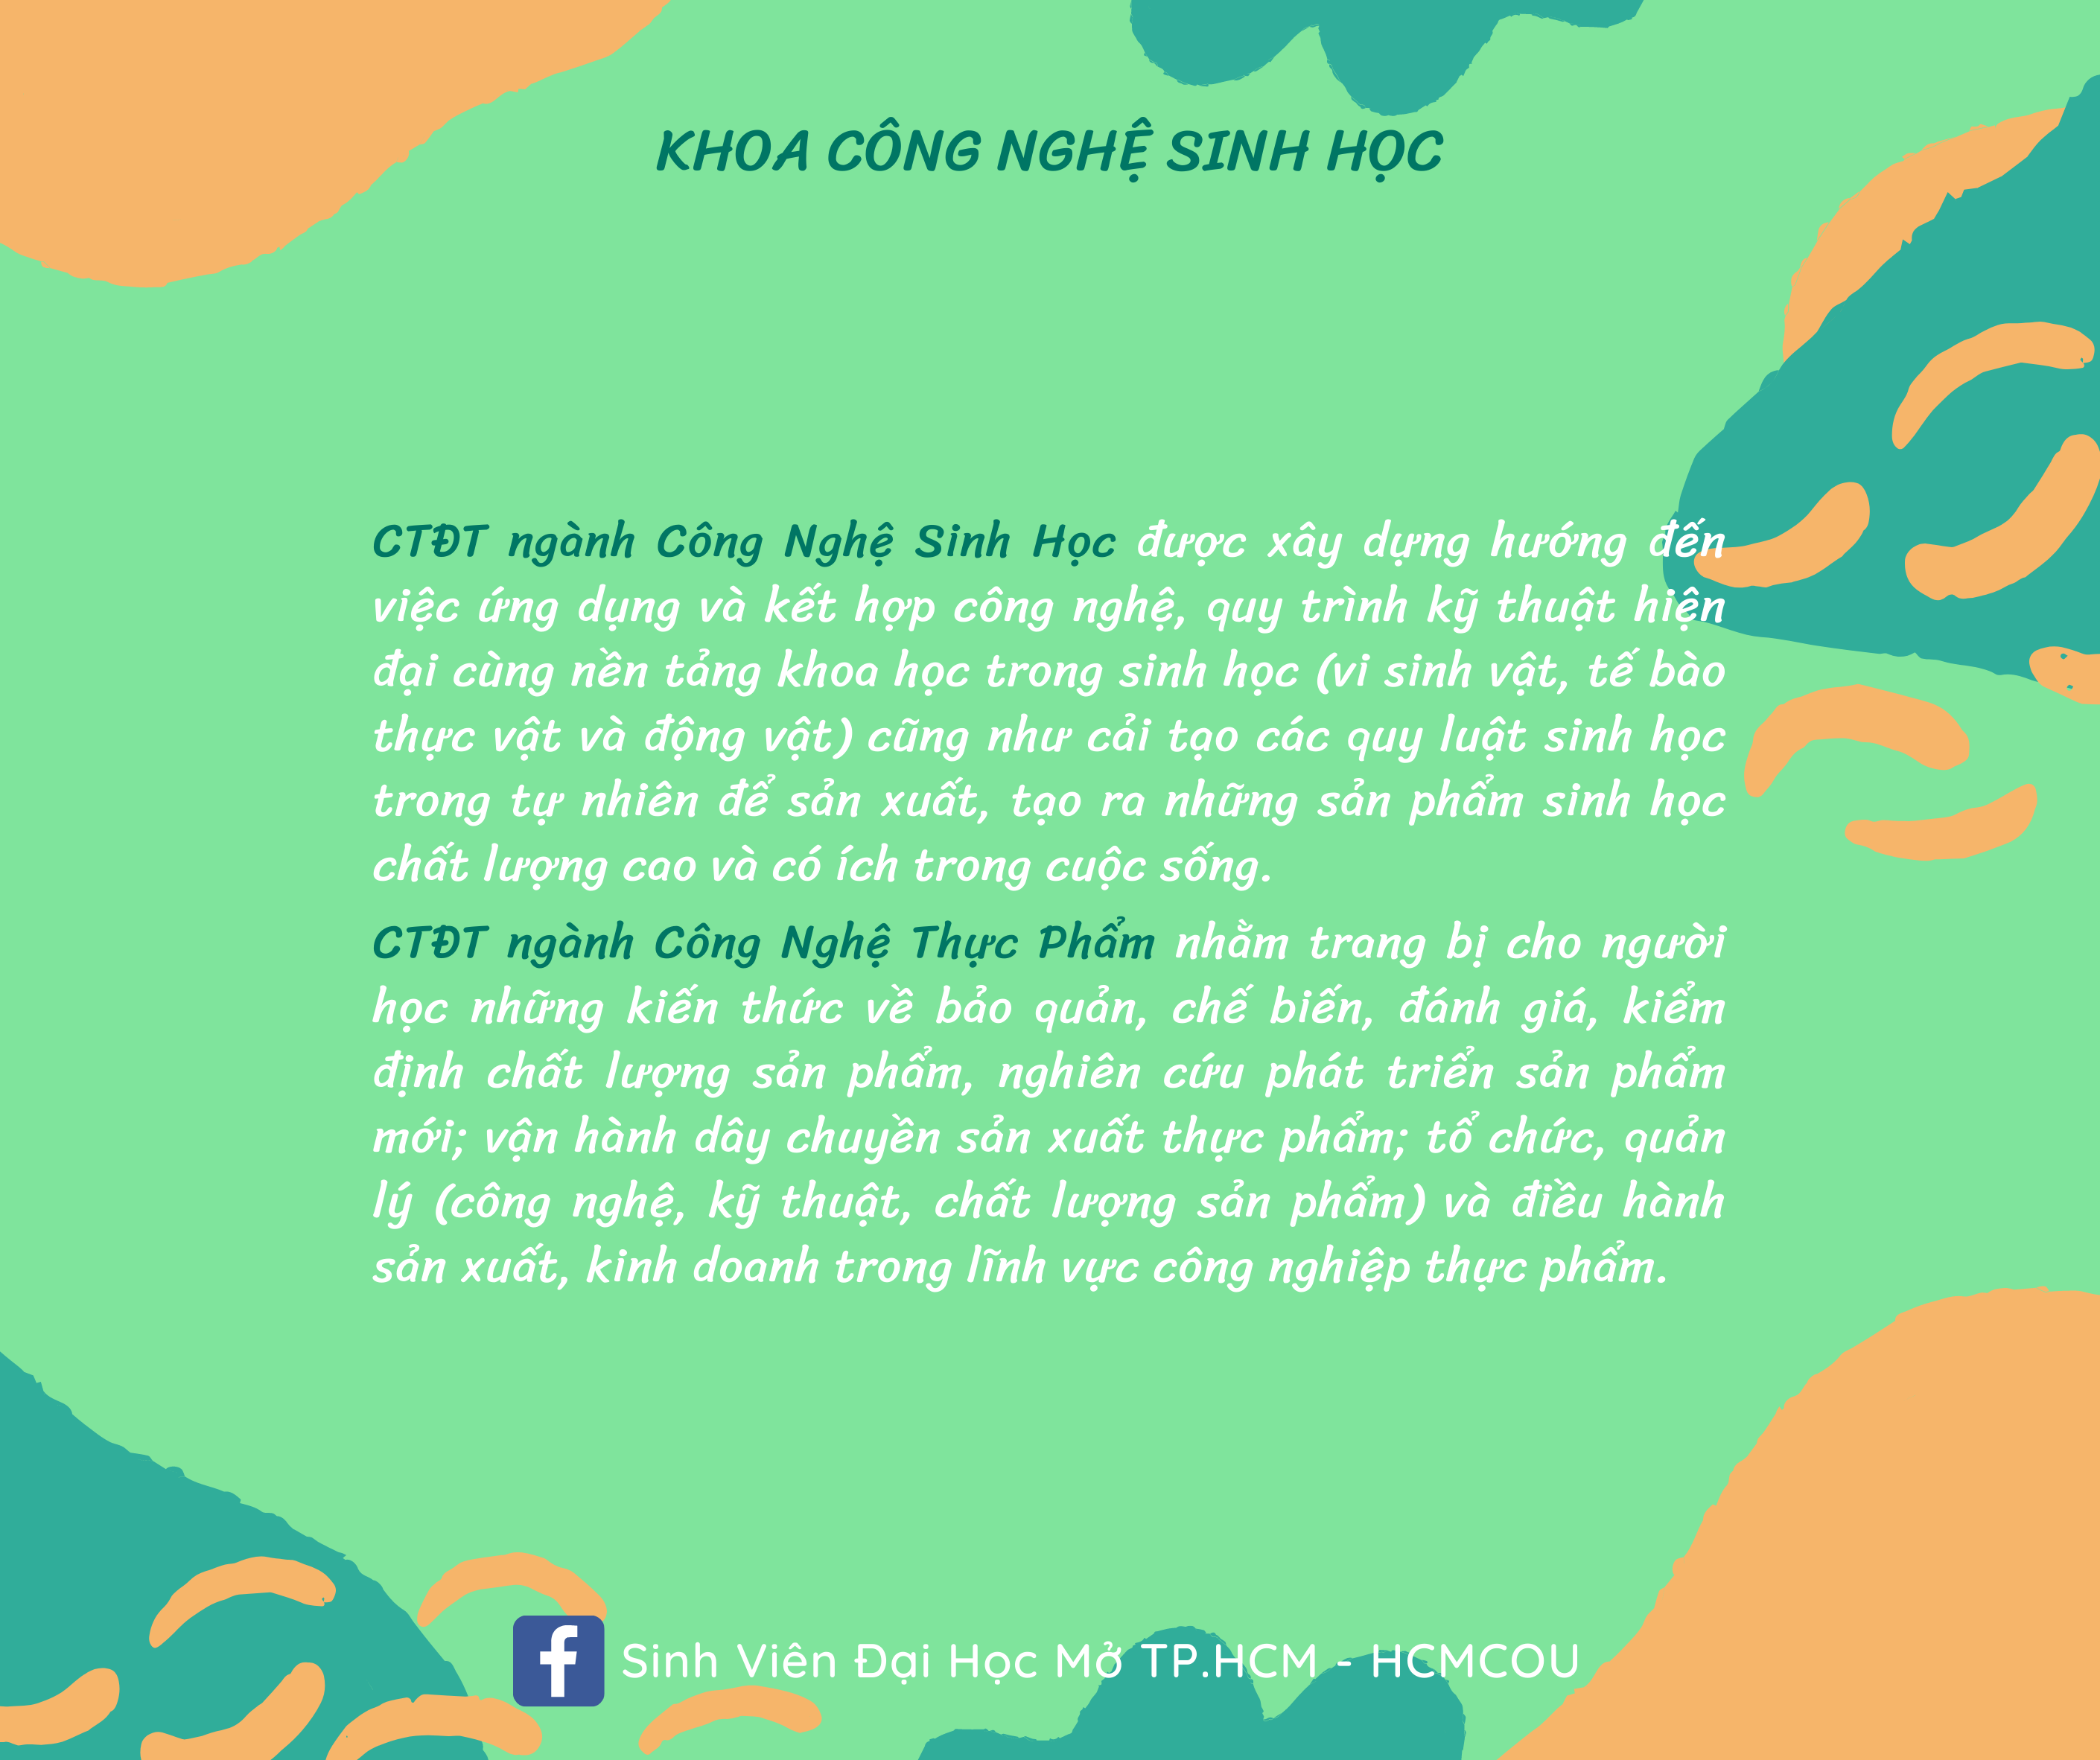 KHOA CÔNG NGHỆ SINH HỌC
CTĐT ngành Công Nghệ Sinh Học được xây dựng hướng đến
việc ứng dụng và kết hợp công nghệ, quy trình kỹ thuật hiện
đại cùng nền tảng khoa học trong sinh học (vi sinh vật, tế bào
thực vật và động vật) cũng như cải tạo các quy luật sinh học
trong tự nhiên để sản xuất, tạo ra những sản phẩm sinh học
chất lượng cao và có ích trong cuộc sống.
CTĐT ngành Công Nghệ Thực Phẩm nhằm trang bị cho người
học những kiến thức về bảo quản, chế biến, đánh giá, kiểm
định chất lượng sản phẩm, nghiên cứu phát triển sản phẩm
mới; vận hành dây chuyền sản xuất thực phẩm; tổ chức, quản
lý (công nghệ, kỹ thuật, chất lượng sản phẩm) và điều hành
sản xuất, kinh doanh trong lĩnh vực công nghiệp thực phẩm.
f Sinh Viên Đại Học Mở TP.HCM - HCMCOU